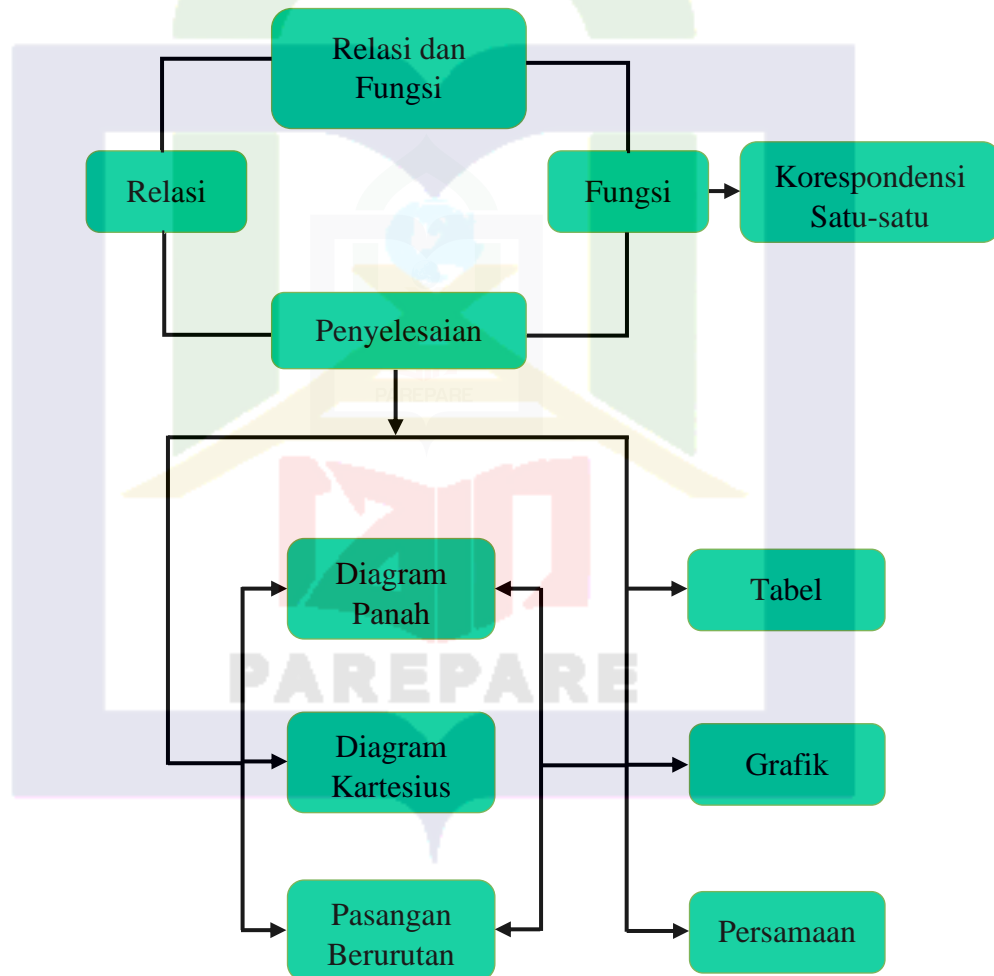 Relasi dan
Fungsi
Relasi
Fungsi
Korespondensi
Satu-satu
Penyelesaian
PAREPARE
Diagram
Panah
Tabel
PAREPARE
Diagram
Kartesius
Grafik
Pasangan
Berurutan
Persamaan